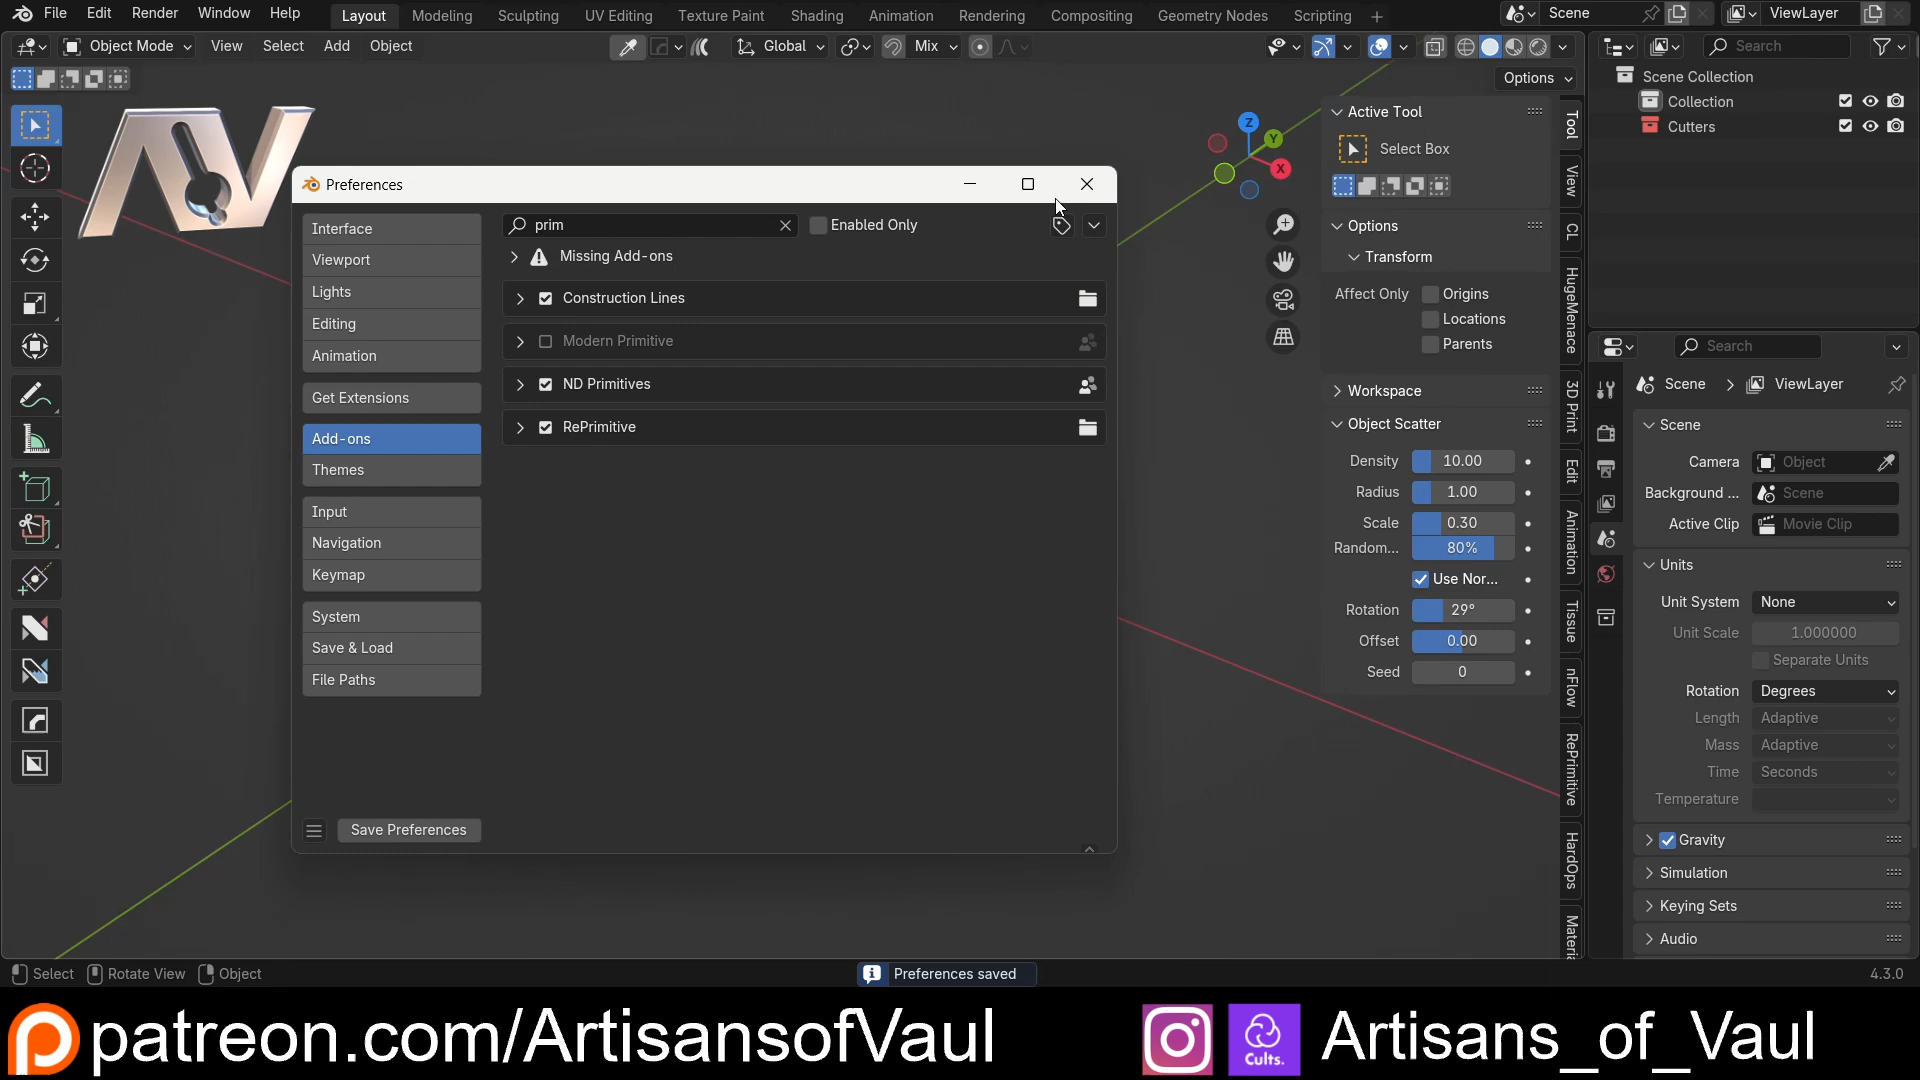 File Edit Render Window Help Layout Modeling Sculpting UV Editing Texture Paint Shading Animation Rendering Compositing Geometry Nodes Scripting + Scene ViewLayer
Object Mode View Select Add Object Global Mix Search
Options
Scene Collection
Collection
Cutters
AV
Z
Y
X
Active Tool
Select Box
Options
Transform
Affect Only Origins
Locations
Parents
Workspace
Object Scatter
Density 10.00
Radius 1.00
Scale 0.30
Random... 80%
Use Nor...
Rotation 29°
Offset 0.00
Seed 0
Tool
View
CL
HugeMenace
3D Print
Edit
Animation
Tissue
nFlow
RePrimitive
HardOps
Materia
Preferences
Interface
Viewport
Lights
Editing
Animation
Get Extensions
Add-ons
Themes
Input
Navigation
Keymap
System
Save & Load
File Paths
Save Preferences
prim Enabled Only
Missing Add-ons
Construction Lines
Modern Primitive
ND Primitives
RePrimitive
Search
Scene ViewLayer
Scene
Camera Object
Background ... Scene
Active Clip Movie Clip
Units
Unit System None
Unit Scale 1.000000
Separate Units
Rotation Degrees
Length Adaptive
Mass Adaptive
Time Seconds
Temperature
Gravity
Simulation
Keying Sets
Audio
Select Rotate View Object Preferences saved 4.3.0
patreon.com/ArtisansofVaul Cults. Artisans_of_Vaul